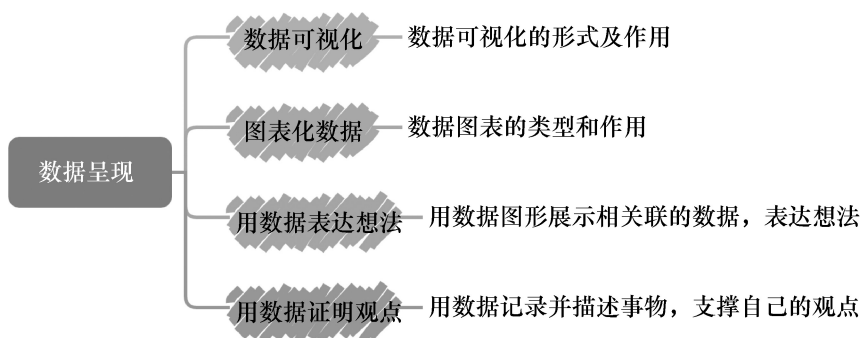 数据呈现
数据可视化
数据可视化的形式及作用
图表化数据
数据图表的类型和作用
用数据表达想法
用数据图形展示相关联的数据，表达想法
用数据证明观点
用数据记录并描述事物，支撑自己的观点